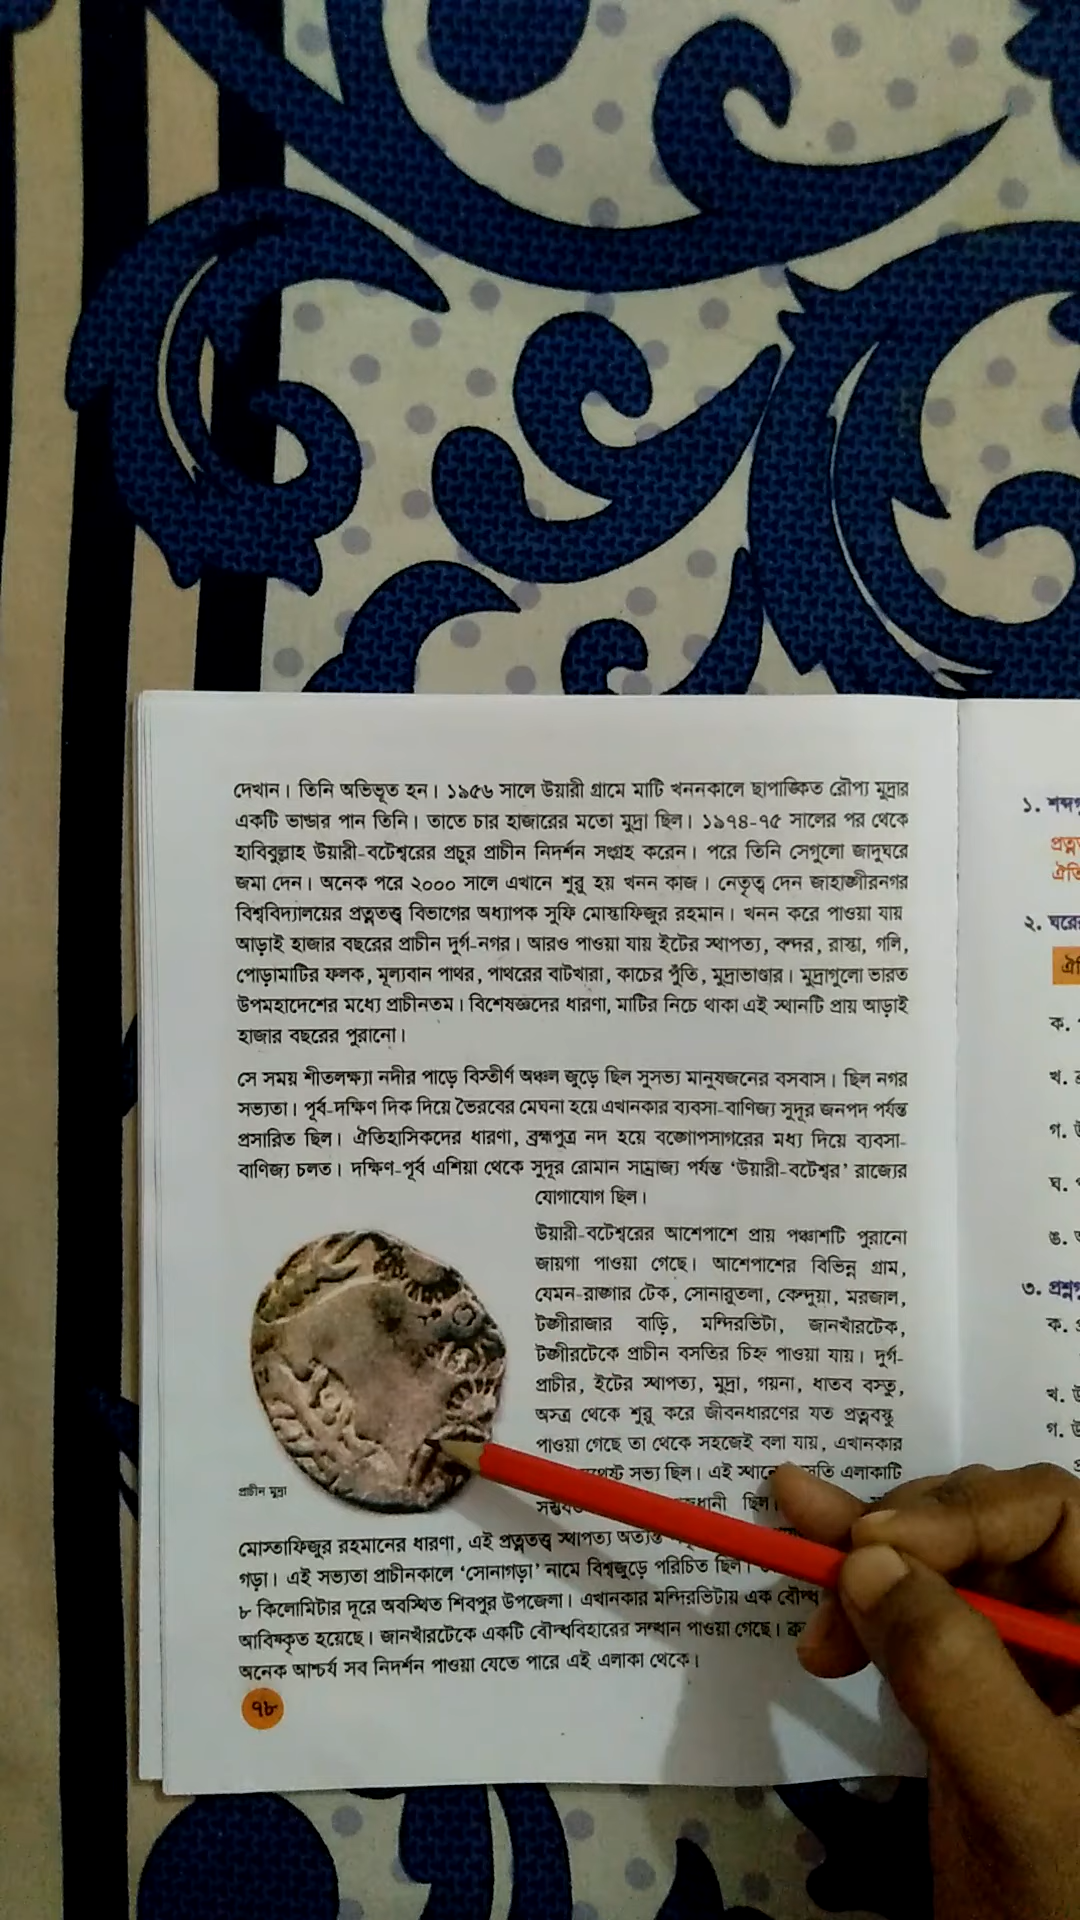 দেখান। তিনি অভিভূত হন। ১৯৫৬ সালে উয়ারী গ্রামে মাটি খননকালে ছাপাঙ্কিত রৌপ্য মুদ্রার
একটি ভাণ্ডার পান তিনি। তাতে চার হাজারের মতো মুদ্রা ছিল। ১৯৭৪-৭৫ সালের পর থেকে
হাবিবুল্লাহ উয়ারী-বটেশ্বরের প্রচুর প্রাচীন নিদর্শন সংগ্রহ করেন। পরে তিনি সেগুলো জাদুঘরে
জমা দেন। অনেক পরে ২০০০ সালে এখানে শুরু হয় খনন কাজ। নেতৃত্ব দেন জাহাঙ্গীরনগর
বিশ্ববিদ্যালয়ের প্রত্নতত্ত্ব বিভাগের অধ্যাপক সুফি মোস্তাফিজুর রহমান। খনন করে পাওয়া যায়
আড়াই হাজার বছরের প্রাচীন দুর্গ-নগর। আরও পাওয়া যায় ইটের স্থাপত্য, বন্দর, রাস্তা, গলি,
পোড়ামাটির ফলক, মূল্যবান পাথর, পাথরের বাটখারা, কাচের পুঁতি, মুদ্রাভাণ্ডার। মুদ্রাগুলো ভারত
উপমহাদেশের মধ্যে প্রাচীনতম। বিশেষজ্ঞদের ধারণা, মাটির নিচে থাকা এই স্থানটি প্রায় আড়াই
হাজার বছরের পুরানো।
সে সময় শীতলক্ষ্যা নদীর পাড়ে বিস্তীর্ণ অঞ্চল জুড়ে ছিল সুসভ্য মানুষজনের বসবাস। ছিল নগর
সভ্যতা। পূর্ব-দক্ষিণ দিক দিয়ে ভৈরবের মেঘনা হয়ে এখানকার ব্যবসা-বাণিজ্য সুদূর জনপদ পর্যন্ত
প্রসারিত ছিল। ঐতিহাসিকদের ধারণা, ব্রহ্মপুত্র নদ হয়ে বঙ্গোপসাগরের মধ্য দিয়ে ব্যবসা-
বাণিজ্য চলত। দক্ষিণ-পূর্ব এশিয়া থেকে সুদূর রোমান সাম্রাজ্য পর্যন্ত ‘উয়ারী-বটেশ্বর’ রাজ্যের
যোগাযোগ ছিল।
উয়ারী-বটেশ্বরের আশেপাশে প্রায় পঞ্চাশটি পুরানো
জায়গা পাওয়া গেছে। আশেপাশের বিভিন্ন গ্রাম,
যেমন-রাঙ্গার টেক, সোনারুতলা, কেন্দুয়া, মরজাল,
টঙ্গীরাজার বাড়ি, মন্দিরভিটা, জানখাঁরটেক,
টঙ্গীরটেকে প্রাচীন বসতির চিহ্ন পাওয়া যায়। দুর্গ-
প্রাচীর, ইটের স্থাপত্য, মুদ্রা, গয়না, ধাতব বস্তু,
অস্ত্র থেকে শুরু করে জীবনধারণের যত প্রত্নবস্তু
পাওয়া গেছে তা থেকে সহজেই বলা যায়, এখানকার
সভ্য ছিল। এই এলাকাটি
ছিল।
প্রাচীন মুদ্রা
মোস্তাফিজুর রহমানের ধারণা, এই প্রত্নতত্ত্ব স্থাপত্য অত্যন্ত
গড়া। এই সভ্যতা প্রাচীনকালে ‘সোনাগড়া’ নামে বিশ্বজুড়ে পরিচিত ছিল।
৮ কিলোমিটার দূরে অবস্থিত শিবপুর উপজেলা। এখানকার মন্দিরভিটায় এক বৌদ্ধ
আবিষ্কৃত হয়েছে। জানখাঁরটেকে একটি বৌদ্ধবিহারের সন্ধান পাওয়া গেছে।
অনেক আশ্চর্য সব নিদর্শন পাওয়া যেতে পারে এই এলাকা থেকে।
৭৮
১.
২.
ক.
খ.
গ.
ঘ.
ঙ.
৩.
ক.
খ.
গ.